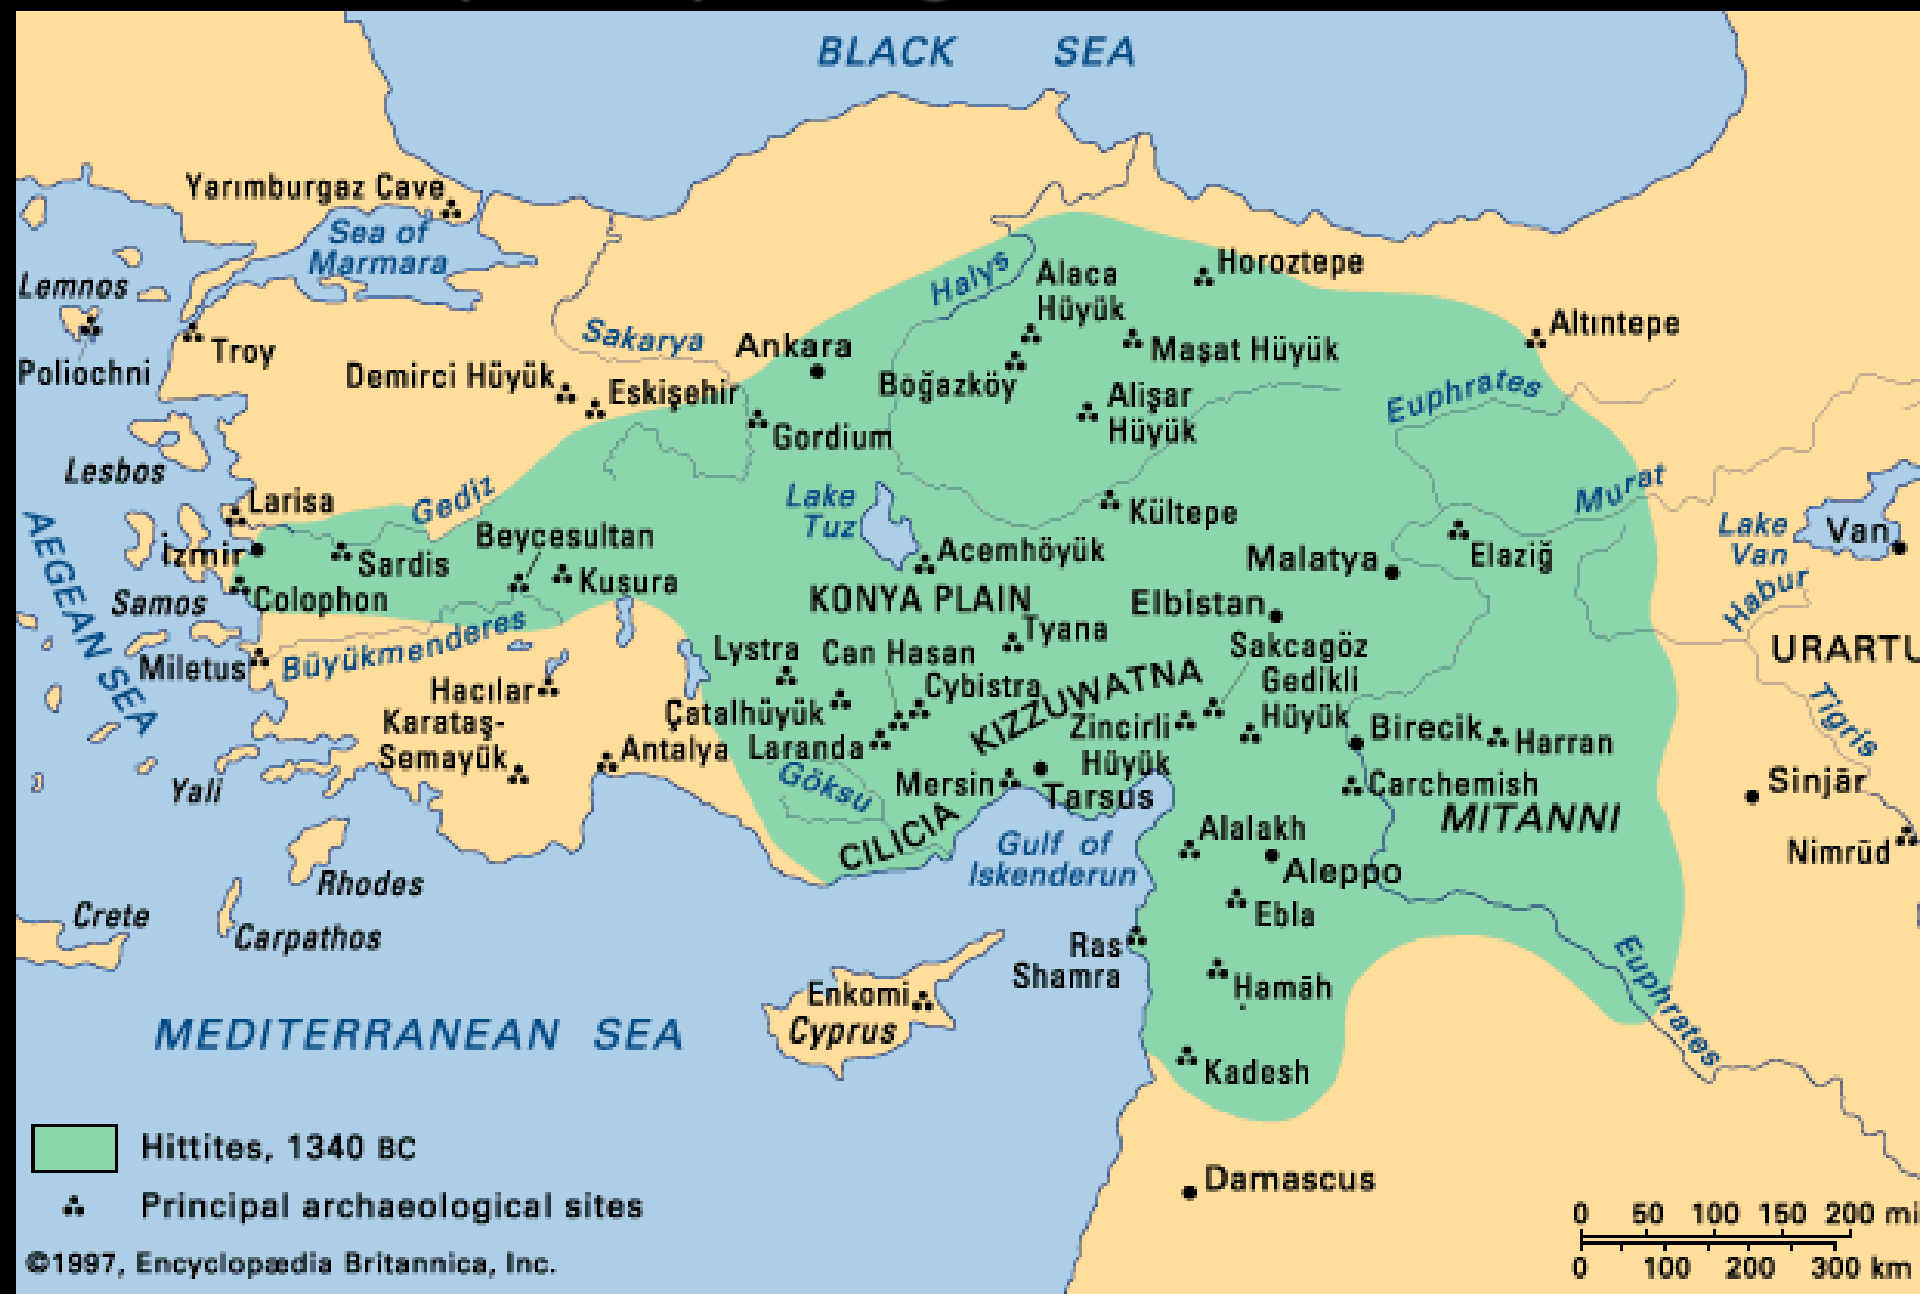 BLACK SEA
Yarımburgaz Cave
Sea of
Marmara
Lemnos
Poliochni
Troy
Sakarya
Demirci Hüyük
Eskişehir
Ankara
Gordium
Halys
Alaca
Hüyük
Boğazköy
Horoztepe
Maşat Hüyük
Alişar
Hüyük
Altıntepe
Euphrates
Murat
Lesbos
Larisa
Gediz
İzmir
Sardis
Beycesultan
Kusura
Colophon
Samos
AEGEAN SEA
Miletus
Büyükmenderes
Hacılar
Karataş-
Semayük
Antalya
Yali
Rhodes
Crete
Carpathos
Lake
Tuz
Kültepe
Acemhöyük
KONYA PLAIN
Malatya
Elaziğ
Elbistan
Lake
Van
Van
Habur
URARTU
Tigris
Lystra
Can Hasan
Tyana
Cybistra
Çatalhüyük
Laranda
KIZZUWATNA
Sakcagöz
Gedikli
Hüyük
Zincirli
Hüyük
Birecik
Harran
Carchemish
MITANNI
Sinjār
Nimrūd
Göksu
Mersin
Tarsus
CILICIA
Gulf of
Iskenderun
Alalakh
Aleppo
Ebla
Ras
Shamra
Ḥamāh
Euphrates
Enkomi
Cyprus
MEDITERRANEAN SEA
Kadesh
Damascus
Hittites, 1340 BC
Principal archaeological sites
©1997, Encyclopædia Britannica, Inc.
0 50 100 150 200 mi
0 100 200 300 km